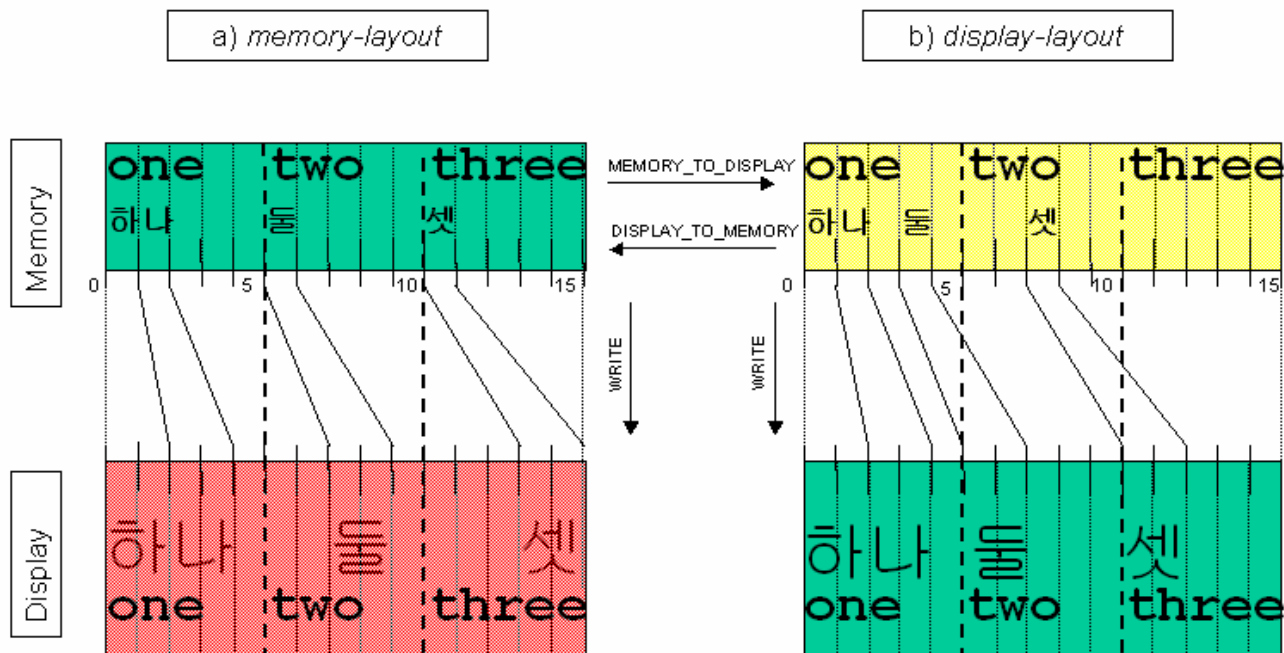 a) memory-layout
b) display-layout
Memory
one two three
하나 둘 셋
0 5 10 15
MEMORY_TO_DISPLAY
DISPLAY_TO_MEMORY
WRITE
WRITE
one two three
하나 둘 셋
0 5 10 15
Display
하나 둘 셋
one two three
하나 둘 셋
one two three